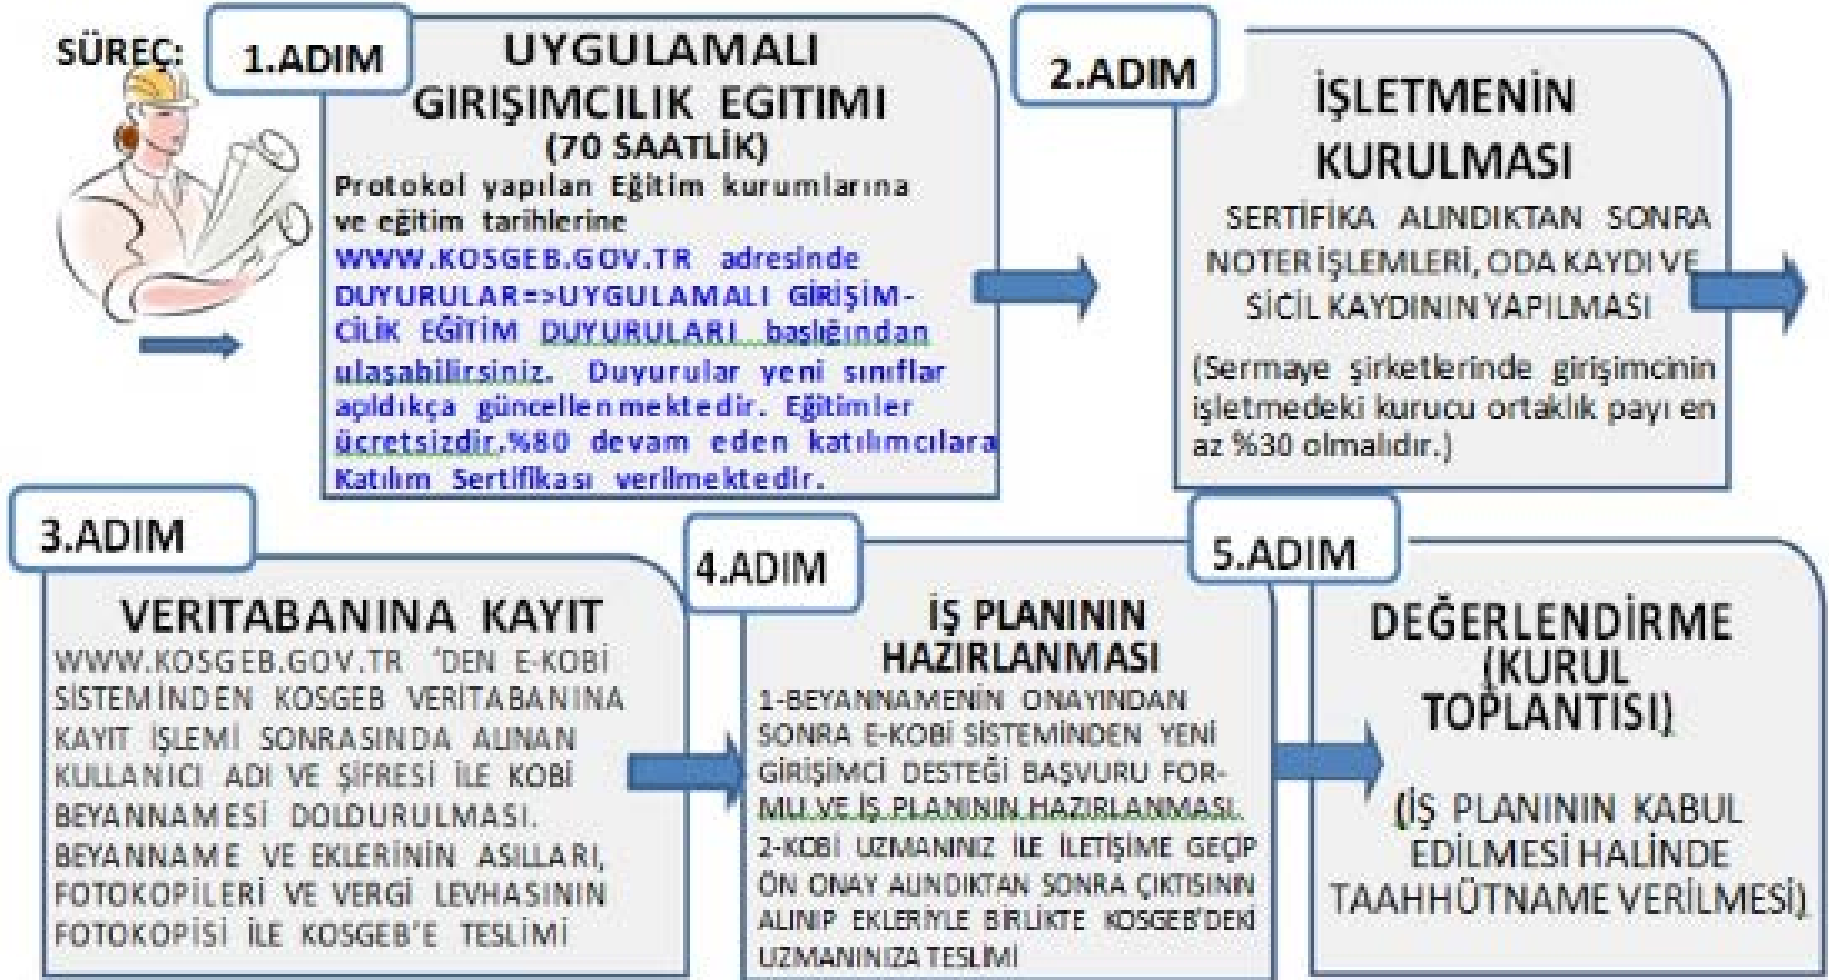 SÜREÇ:
1.ADIM
UYGULAMALI
GIRIŞIMCILIK EGITIMI
(70 SAATLİK)
Protokol yapılan Eğitim kurumlarına
ve eğitim tarihlerine
WWW.KOSGEB.GOV.TR adresinde
DUYURULAR=>UYGULAMALI GİRİŞİM-
CİLİK EĞİTİM DUYURULARI başlığından
ulaşabilirsiniz. Duyurular yeni sınıflar
açıldıkça güncellenmektedir. Eğitimler
ücretsizdir.%80 devam eden katılımcılara
Katılım Sertifikası verilmektedir.
2.ADIM
İŞLETMENİN
KURULMASI
SERTİFİKA ALINDIKTAN SONRA
NOTER İŞLEMLERİ, ODA KAYDI VE
SİCİL KAYDININ YAPILMASI
(Sermaye şirketlerinde girişimcinin
işletmedeki kurucu ortaklık payı en
az %30 olmalıdır.)
3.ADIM
VERITABANINA KAYIT
WWW.KOSGEB.GOV.TR 'DEN E-KOBİ
SİSTEMİNDEN KOSGEB VERİTABANINA
KAYIT İŞLEMİ SONRASINDA ALINAN
KULLANICI ADI VE ŞİFRESİ İLE KOBİ
BEYANNAMESİ DOLDURULMASI.
BEYANNAME VE EKLERİNİN ASILLARI,
FOTOKOPİLERİ VE VERGİ LEVHASININ
FOTOKOPİSİ İLE KOSGEB'E TESLİMİ
4.ADIM
İŞ PLANININ
HAZIRLANMASI
1-BEYANNAMENİN ONAYINDAN
SONRA E-KOBİ SİSTEMİNDEN YENİ
GİRİŞİMCİ DESTEĞİ BAŞVURU FOR-
MU VE İŞ PLANININ HAZIRLANMASI.
2-KOBİ UZMANINIZ İLE İLETİŞİME GEÇİP
ÖN ONAY ALINDIKTAN SONRA ÇIKTISININ
ALINIP EKLERİYLE BİRLİKTE KOSGEB'DEKİ
UZMANINIZA TESLİMİ
5.ADIM
DEĞERLENDİRME
(KURUL
TOPLANTISI)
(İŞ PLANININ KABUL
EDİLMESİ HALİNDE
TAAHHÜTNAME VERİLMESİ)